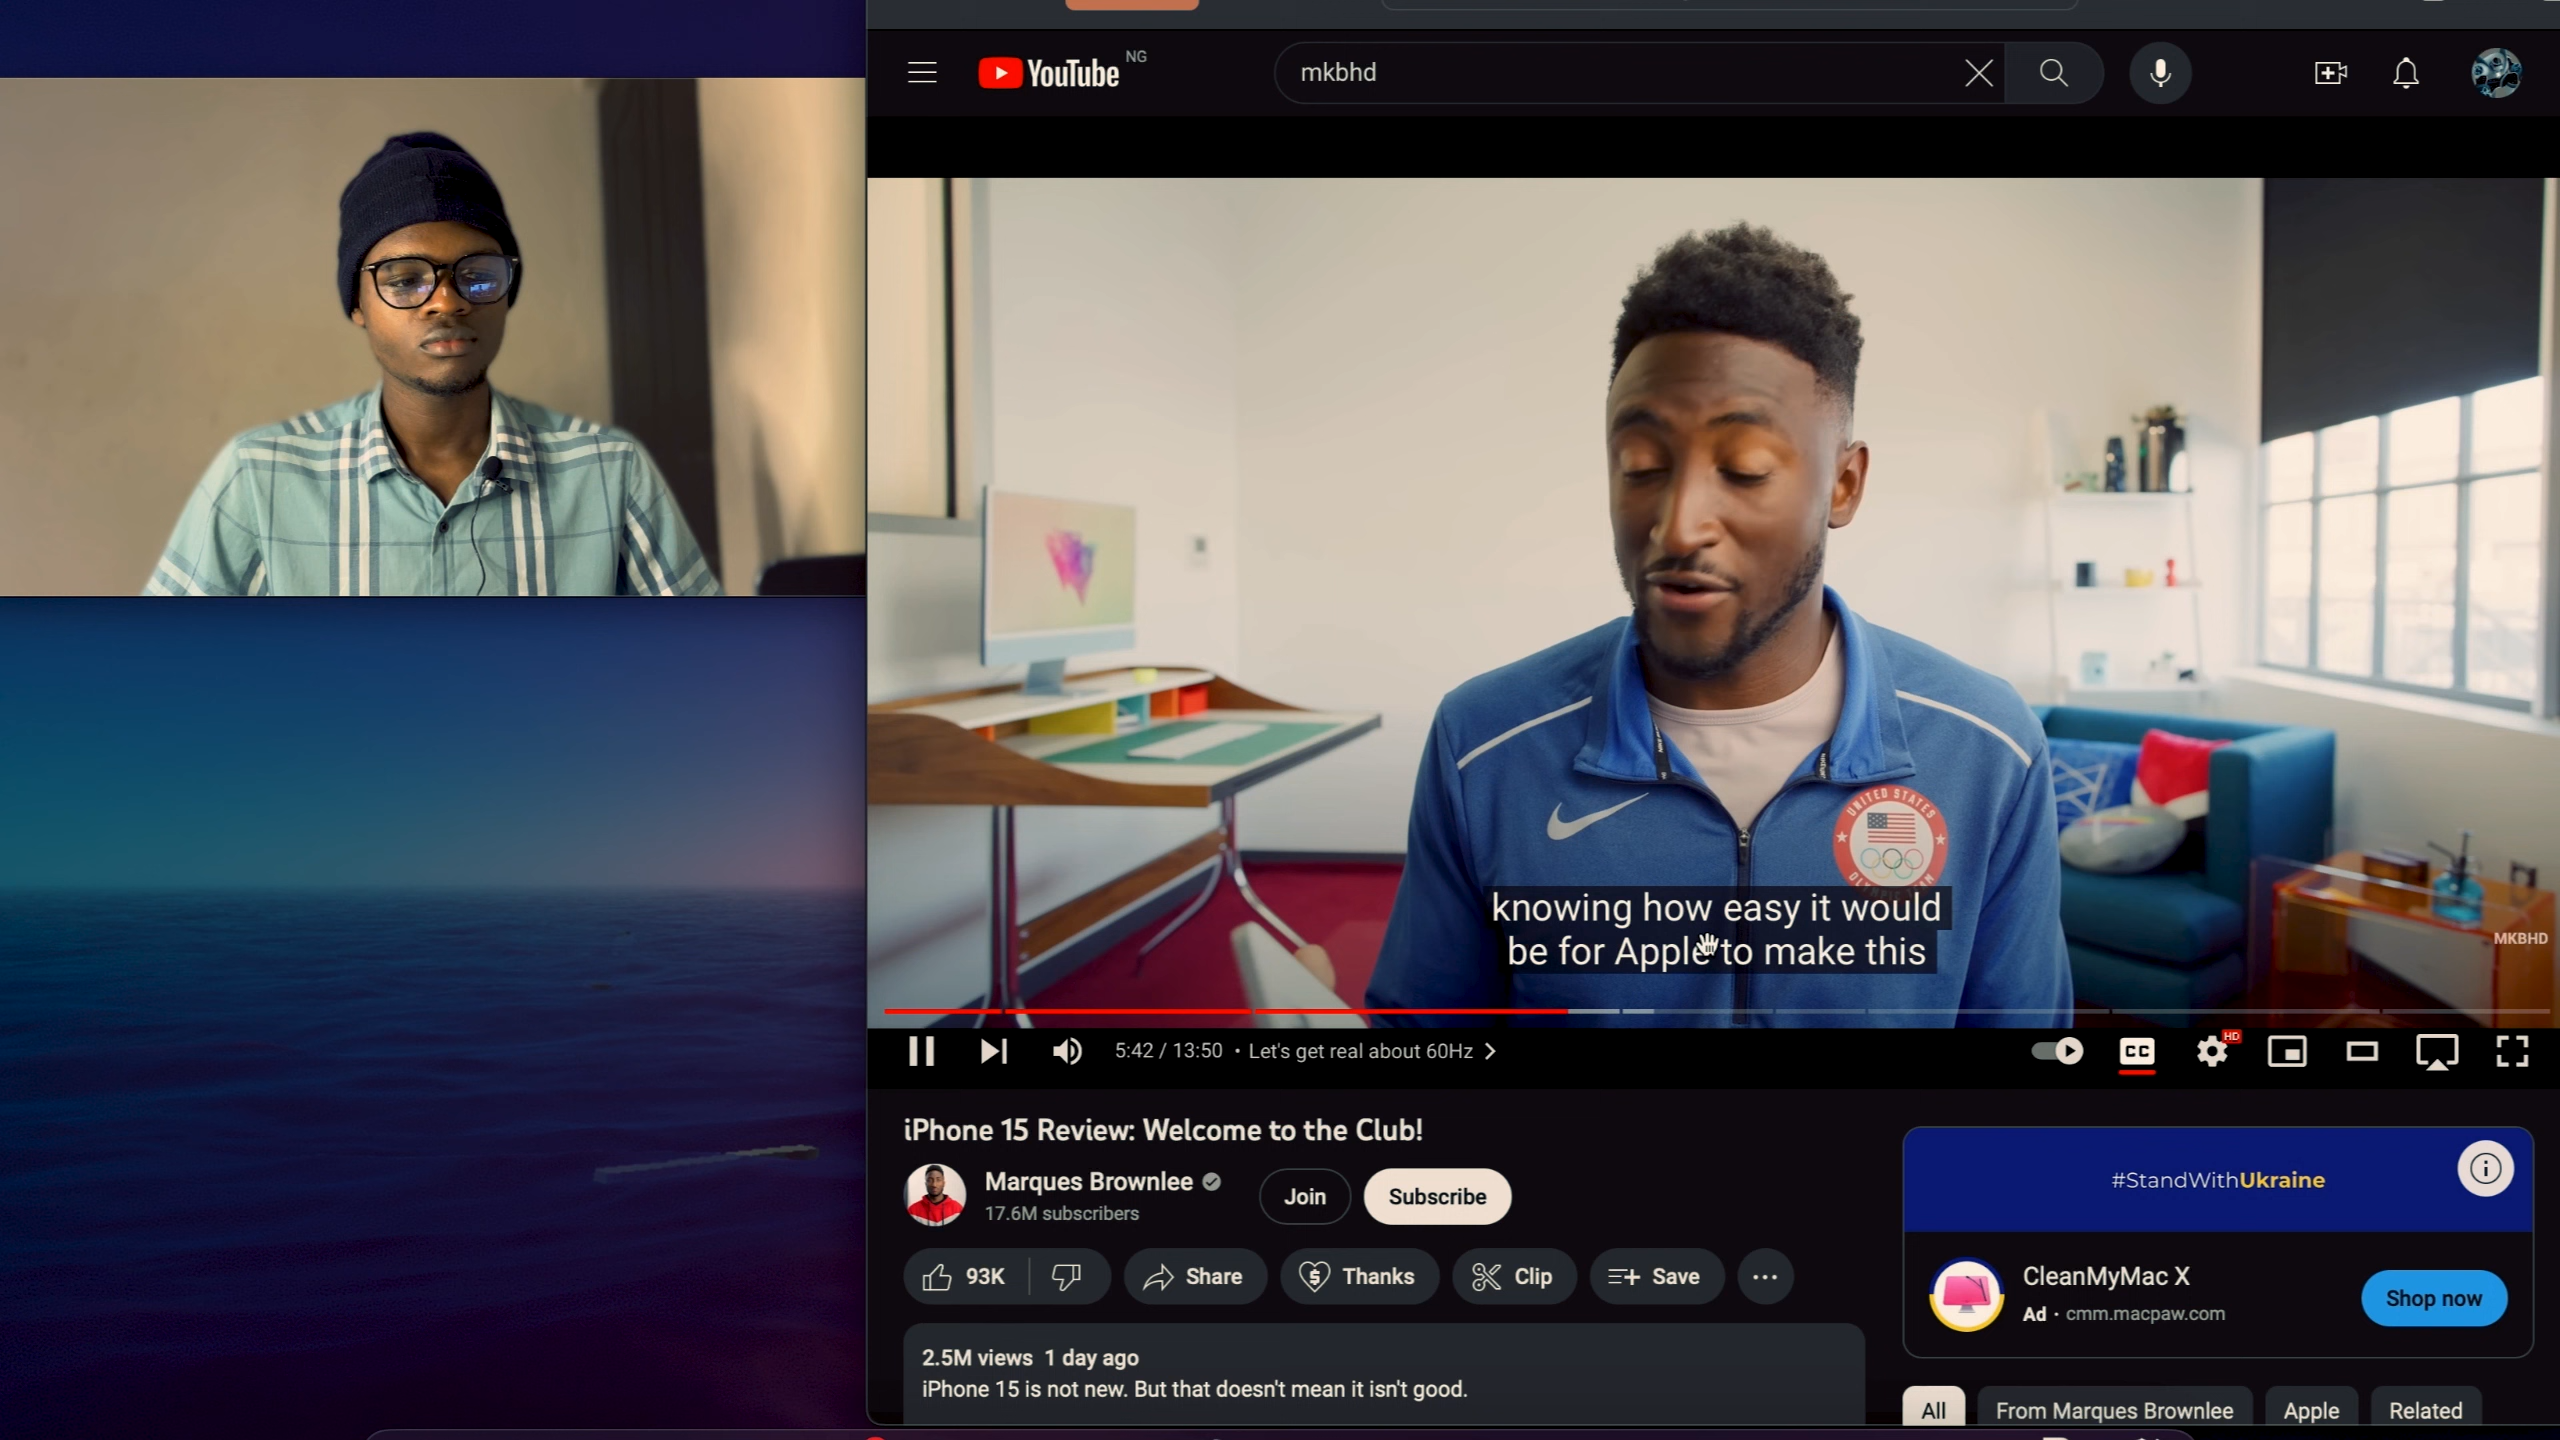 YouTube NG
mkbhd
UNITED STATES
knowing how easy it would
be for Apple to make this
MKBHD
HD
CC
5:42 / 13:50 • Let's get real about 60Hz
iPhone 15 Review: Welcome to the Club!
Marques Brownlee
17.6M subscribers
Join
Subscribe
93K
Share
Thanks
Clip
Save
2.5M views 1 day ago
iPhone 15 is not new. But that doesn't mean it isn't good.
#StandWithUkraine
CleanMyMac X
Ad · cmm.macpaw.com
Shop now
All
From Marques Brownlee
Apple
Related